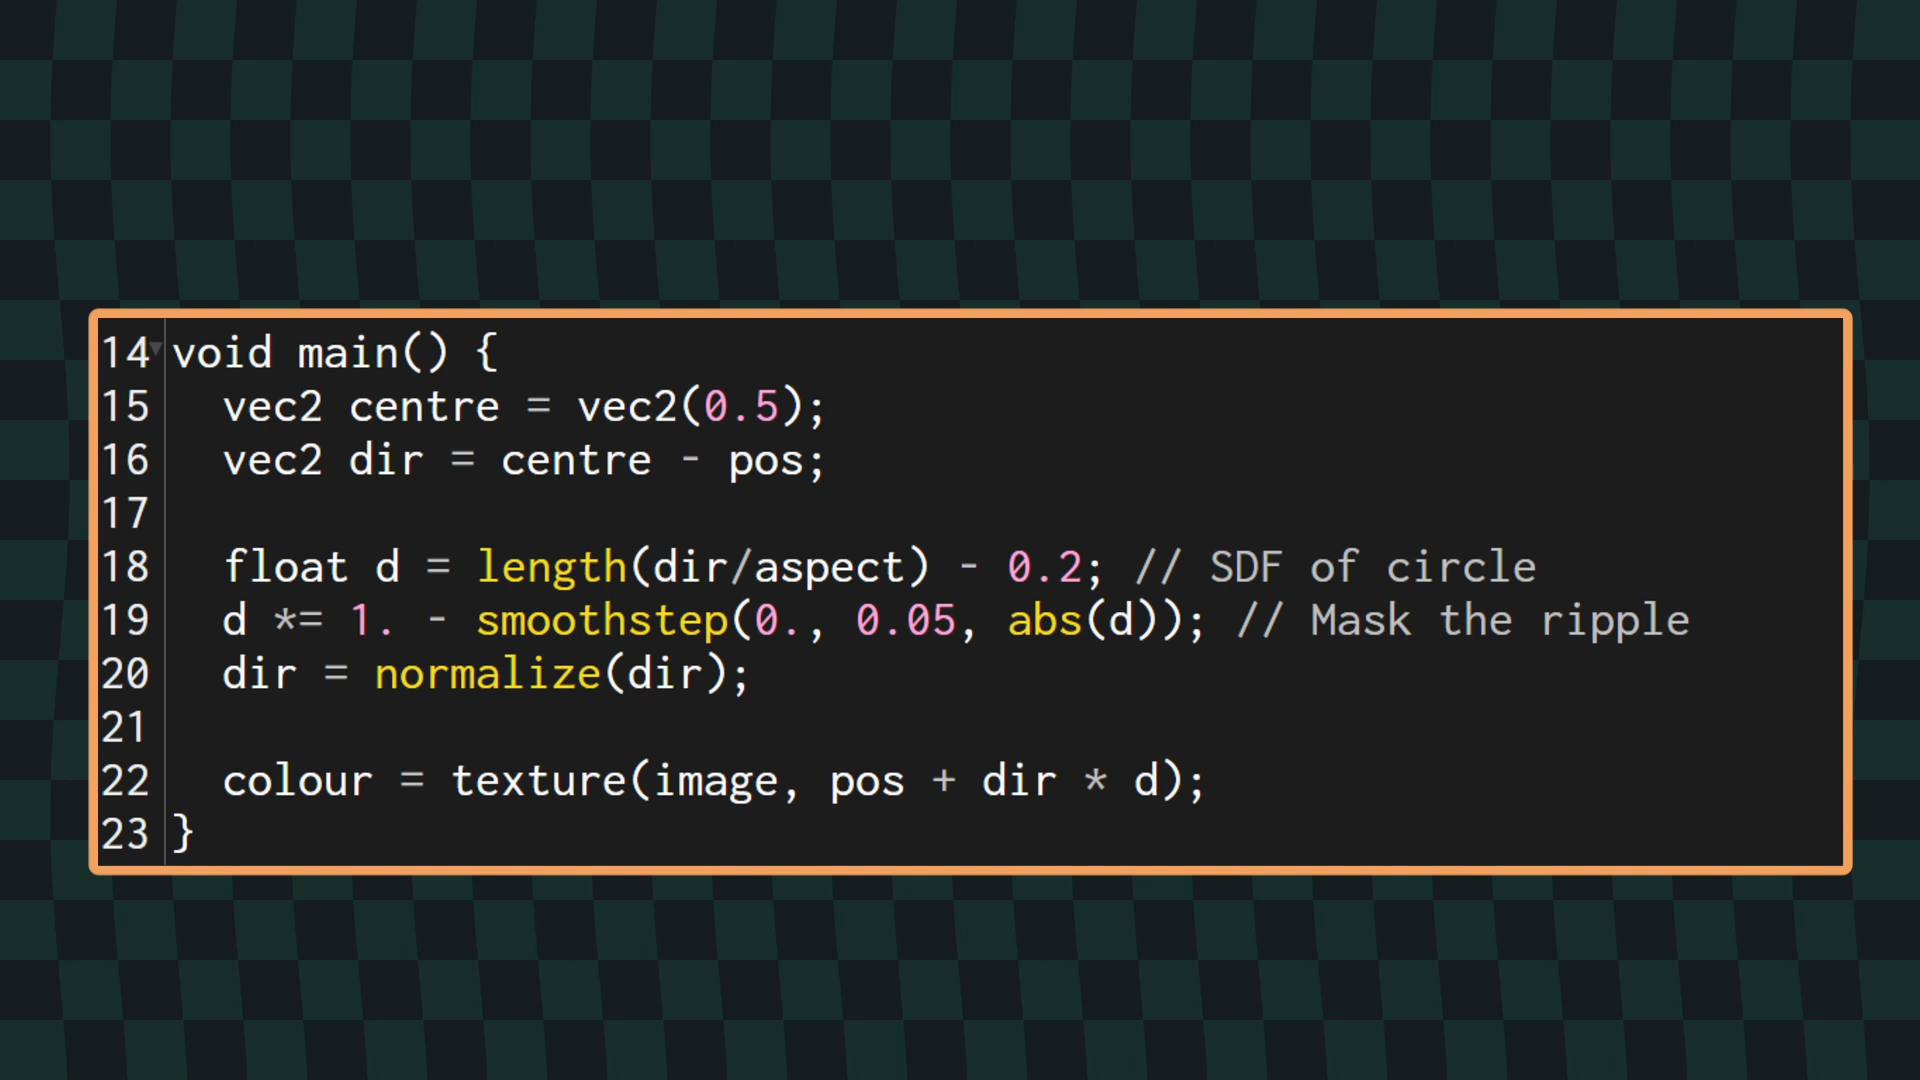 14 void main() {
15   vec2 centre = vec2(0.5);
16   vec2 dir = centre - pos;
17
18   float d = length(dir/aspect) - 0.2; // SDF of circle
19   d *= 1. - smoothstep(0., 0.05, abs(d)); // Mask the ripple
20   dir = normalize(dir);
21
22   colour = texture(image, pos + dir * d);
23 }